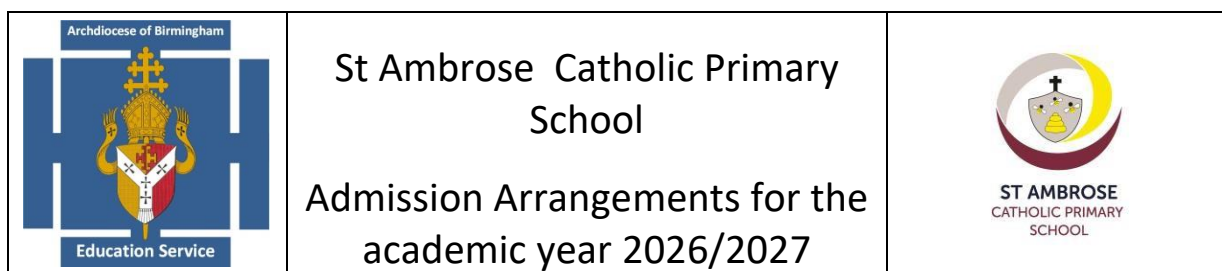 Archdiocese of Birmingham
Education Service
St Ambrose Catholic Primary
School
Admission Arrangements for the
academic year 2026/2027
ST AMBROSE
CATHOLIC PRIMARY
SCHOOL